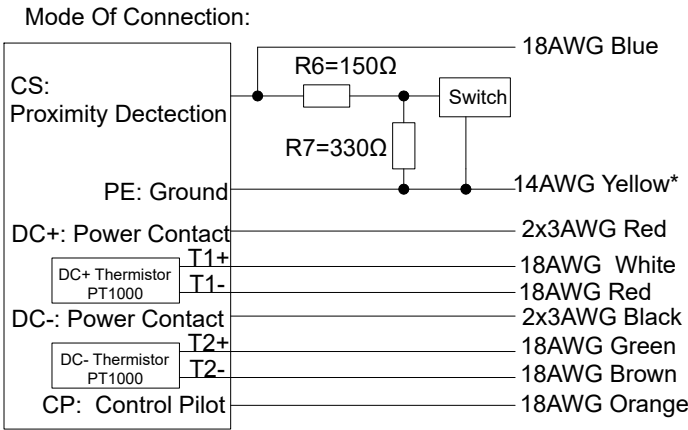 Mode Of Connection:
18AWG Blue
R6=150Ω
CS:
Proximity Dectection
Switch
R7=330Ω
PE: Ground
14AWG Yellow*
DC+: Power Contact
2x3AWG Red
T1+
18AWG White
DC+ Thermistor
PT1000
T1-
18AWG Red
DC-: Power Contact
2x3AWG Black
T2+
18AWG Green
DC- Thermistor
PT1000
T2-
18AWG Brown
CP: Control Pilot
18AWG Orange